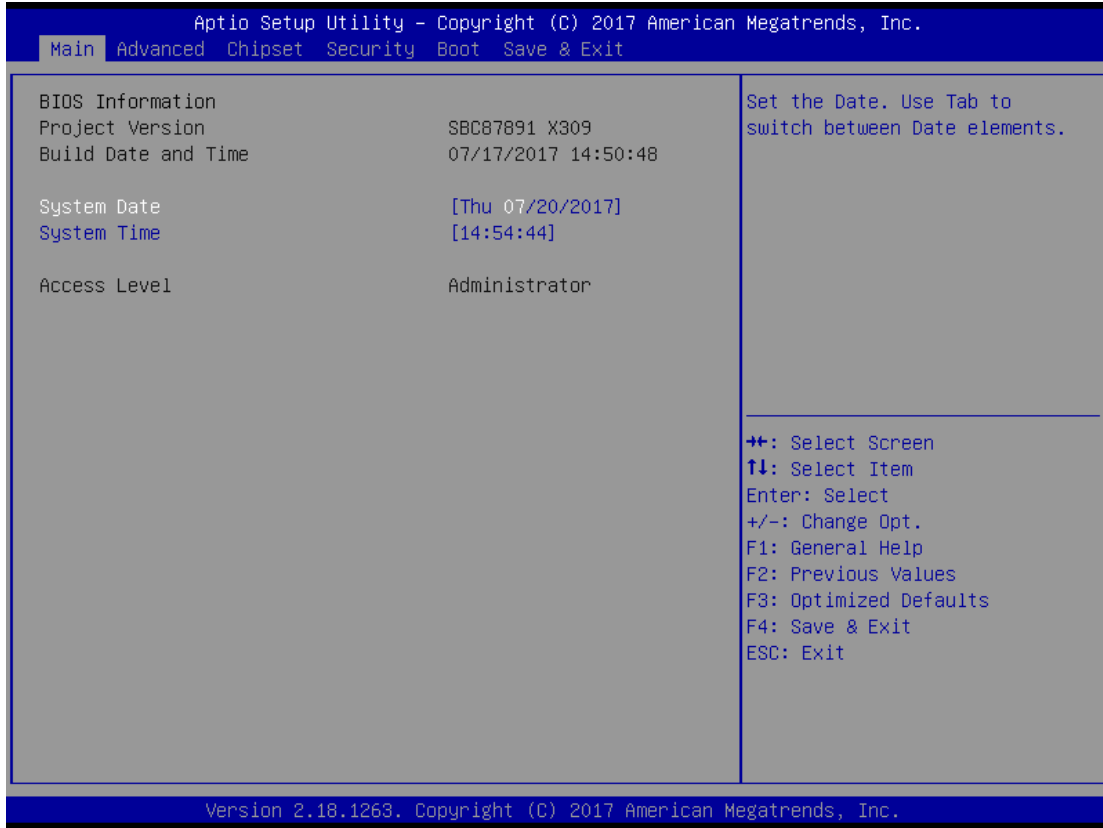 Aptio Setup Utility – Copyright (C) 2017 American Megatrends, Inc.
Main Advanced Chipset Security Boot Save & Exit
BIOS Information
Project Version SBC87891 X309
Build Date and Time 07/17/2017 14:50:48
System Date [Thu 07/20/2017]
System Time [14:54:44]
Access Level Administrator
Set the Date. Use Tab to
switch between Date elements.
→←: Select Screen
↑↓: Select Item
Enter: Select
+/-: Change Opt.
F1: General Help
F2: Previous Values
F3: Optimized Defaults
F4: Save & Exit
ESC: Exit
Version 2.18.1263. Copyright (C) 2017 American Megatrends, Inc.